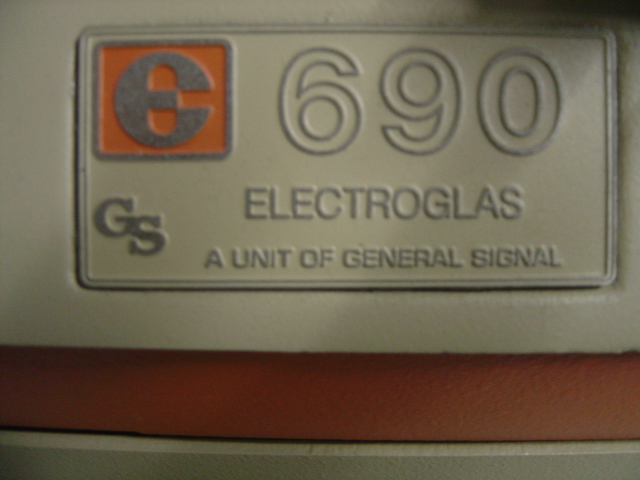 e 690
ELECTROGLAS
GS
A UNIT OF GENERAL SIGNAL